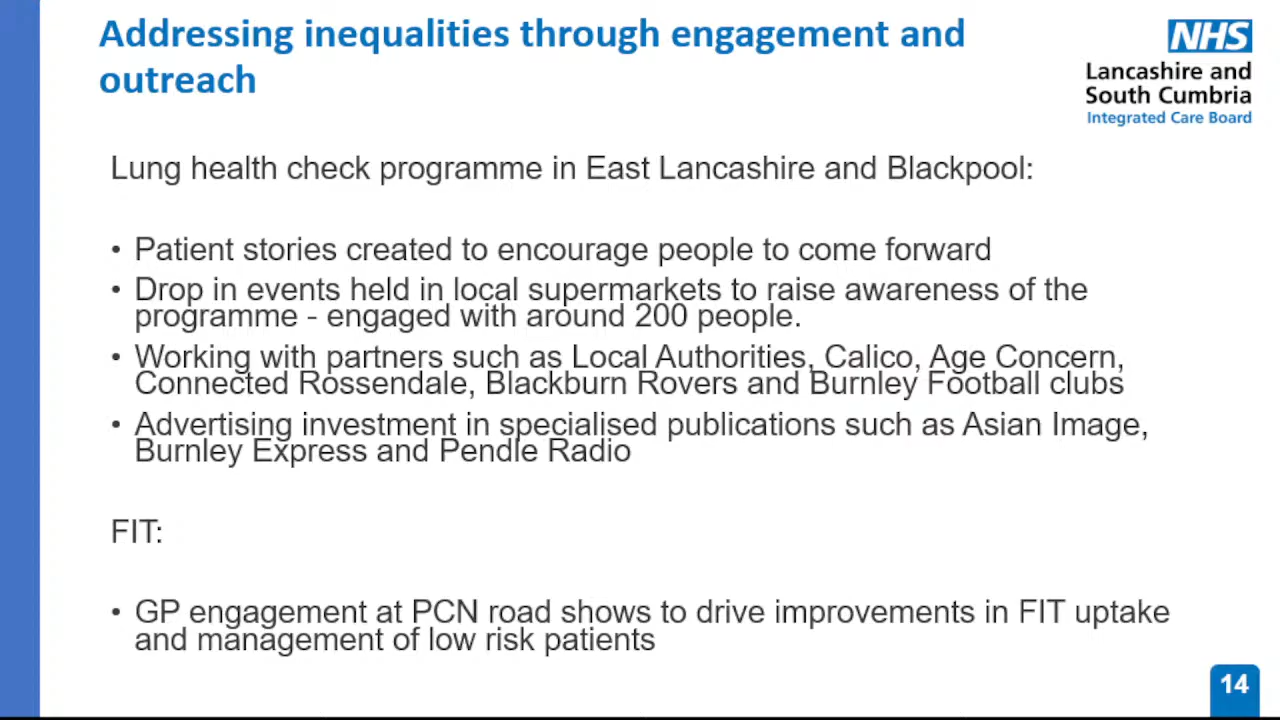 Addressing inequalities through engagement and
outreach
NHS
Lancashire and
South Cumbria
Integrated Care Board
Lung health check programme in East Lancashire and Blackpool:
• Patient stories created to encourage people to come forward
• Drop in events held in local supermarkets to raise awareness of the
programme - engaged with around 200 people.
• Working with partners such as Local Authorities, Calico, Age Concern,
Connected Rossendale, Blackburn Rovers and Burnley Football clubs
• Advertising investment in specialised publications such as Asian Image,
Burnley Express and Pendle Radio
FIT:
• GP engagement at PCN road shows to drive improvements in FIT uptake
and management of low risk patients
14